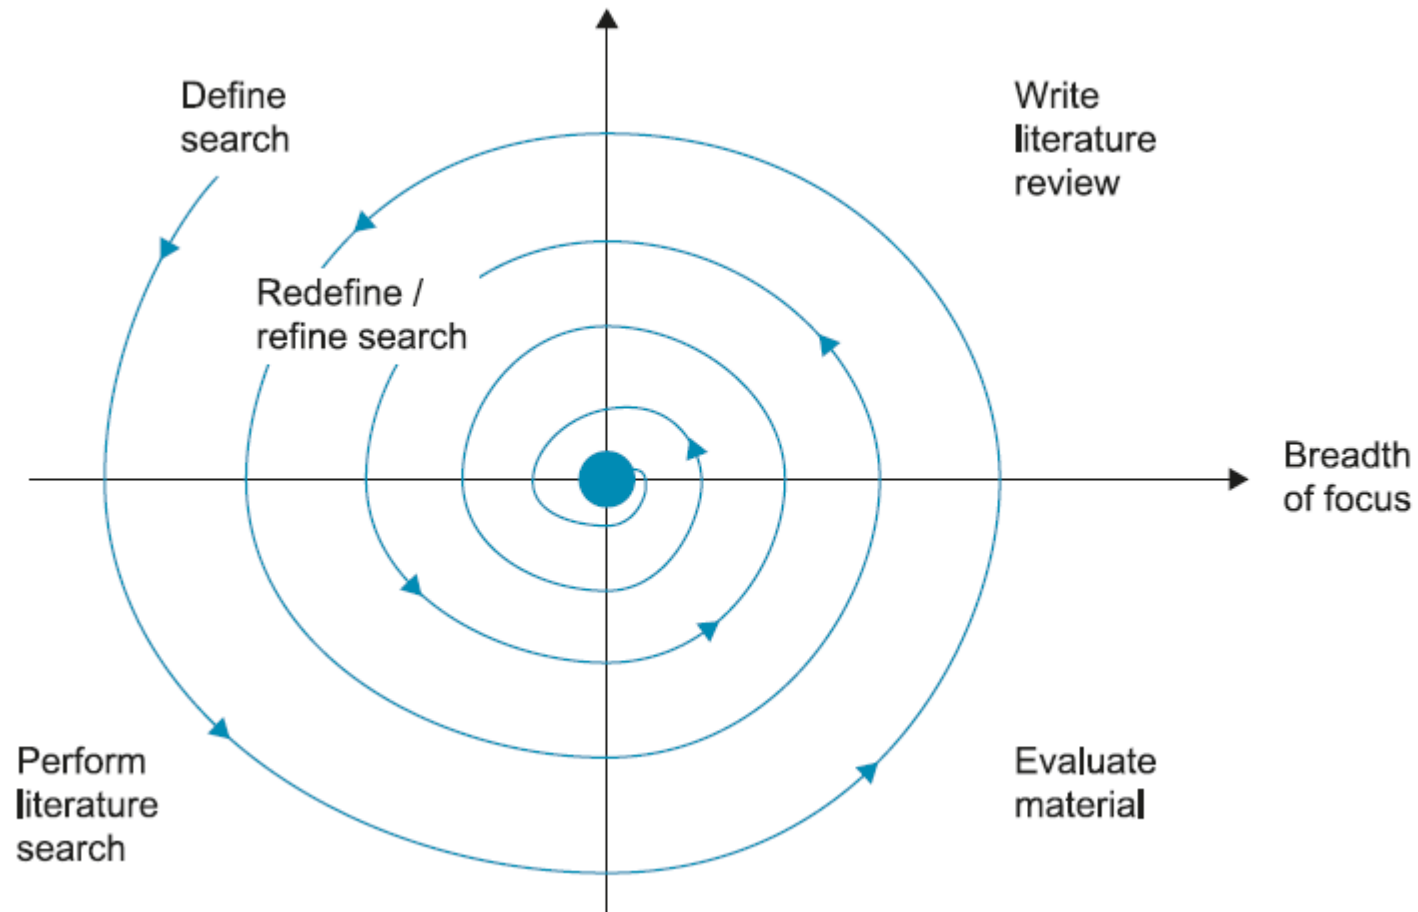 Define
search
Write
literature
review
Redefine /
refine search
Breadth
of focus
Perform
literature
search
Evaluate
material